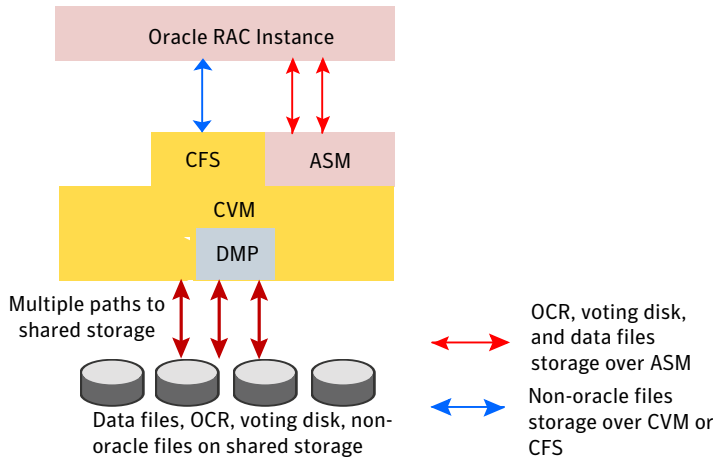 Oracle RAC Instance
CFS
ASM
CVM
DMP
Multiple paths to
shared storage
Data files, OCR, voting disk, non-
oracle files on shared storage
OCR, voting disk,
and data files
storage over ASM
Non-oracle files
storage over CVM or
CFS